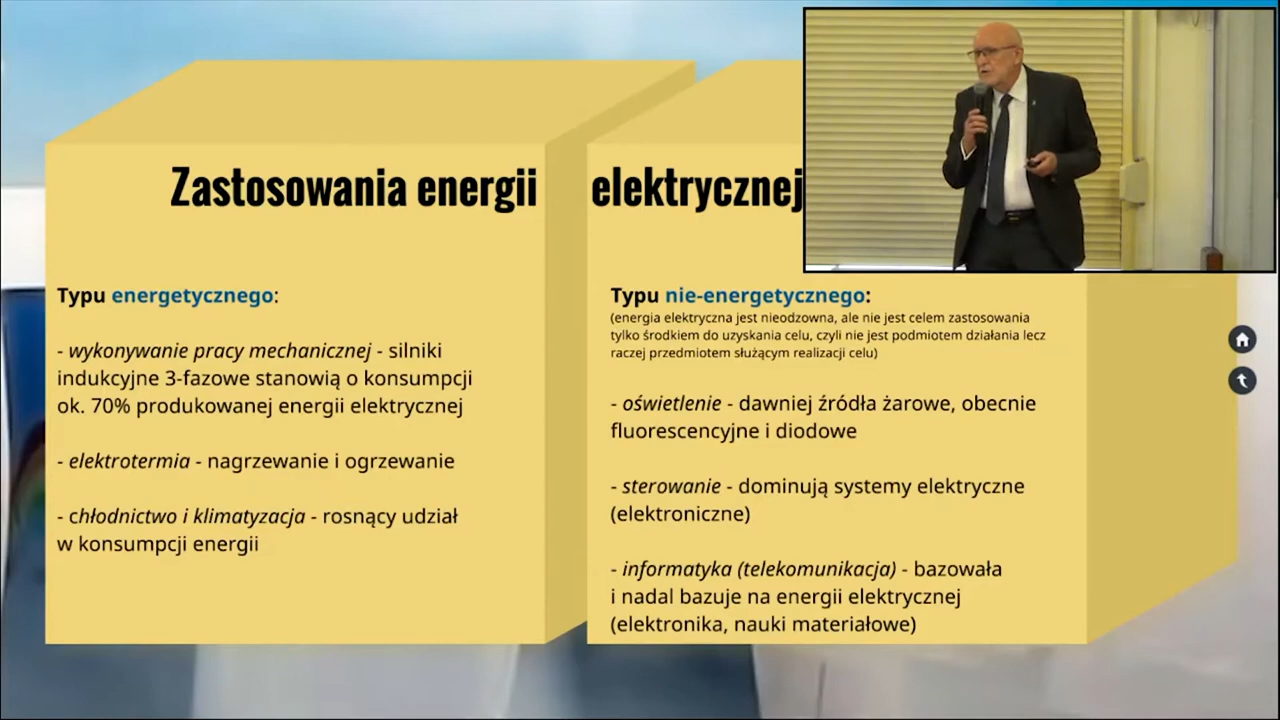 Zastosowania energii elektrycznej
Typu energetycznego:
- wykonywanie pracy mechanicznej - silniki
indukcyjne 3-fazowe stanowią o konsumpcji
ok. 70% produkowanej energii elektrycznej
- elektrotermia - nagrzewanie i ogrzewanie
- chłodnictwo i klimatyzacja - rosnący udział
w konsumpcji energii
Typu nie-energetycznego:
(energia elektryczna jest nieodzowna, ale nie jest celem zastosowania
tylko środkiem do uzyskania celu, czyli nie jest podmiotem działania lecz
raczej przedmiotem służącym realizacji celu)
- oświetlenie - dawniej źródła żarowe, obecnie
fluorescencyjne i diodowe
- sterowanie - dominują systemy elektryczne
(elektroniczne)
- informatyka (telekomunikacja) - bazowała
i nadal bazuje na energii elektrycznej
(elektronika, nauki materiałowe)